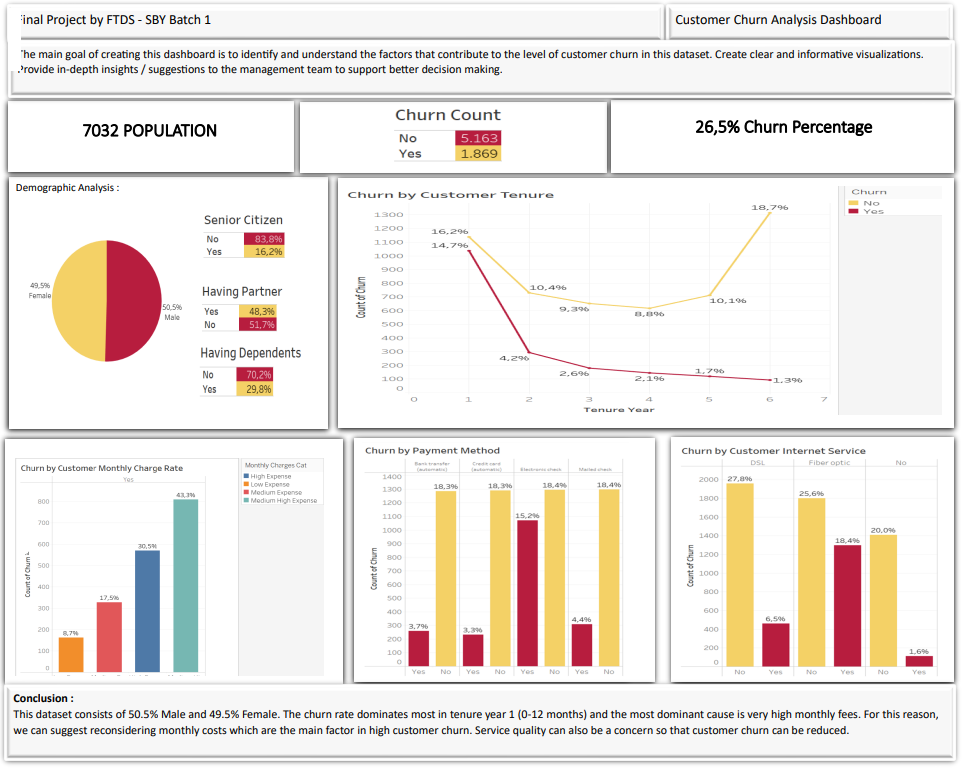 Final Project by FTDS - SBY Batch 1
Customer Churn Analysis Dashboard
The main goal of creating this dashboard is to identify and understand the factors that contribute to the level of customer churn in this dataset. Create clear and informative visualizations.
Provide in-depth insights / suggestions to the management team to support better decision making.
7032 POPULATION
Churn Count
No 5.163
Yes 1.869
26,5% Churn Percentage
Demographic Analysis :
49,5%
Female
50,5%
Male
Senior Citizen
No 83,8%
Yes 16,2%
Having Partner
Yes 48,3%
No 51,7%
Having Dependents
No 70,2%
Yes 29,8%
Churn by Customer Tenure
Count of Churn
1300
1200
1100
1000
900
800
700
600
500
400
300
200
100
0
16,2%
14,7%
10,4%
9,3%
8,8%
10,1%
18,7%
4,2%
2,6%
2,1%
1,7%
1,3%
0 1 2 3 4 5 6 7
Tenure Year
Churn
No
Yes
Churn by Customer Monthly Charge Rate
Yes
Count of Churn
800
700
600
500
400
300
200
100
0
8,7%
17,5%
30,5%
43,3%
Monthly Charges Cat
High Expense
Low Expense
Medium Expense
Medium High Expense
Churn by Payment Method
Bank transfer (automatic)
Credit card (automatic)
Electronic check
Mailed check
Count of Churn
1400
1300
1200
1100
1000
900
800
700
600
500
400
300
200
100
0
3,7%
18,3%
3,3%
18,3%
15,2%
18,4%
4,4%
18,4%
Yes No Yes No Yes No Yes No
Churn by Customer Internet Service
DSL Fiber optic No
Count of Churn
2000
1600
1400
1200
1000
800
600
400
200
0
27,8%
6,5%
25,6%
18,4%
20,0%
1,6%
No Yes No Yes No Yes
Conclusion :
This dataset consists of 50.5% Male and 49.5% Female. The churn rate dominates most in tenure year 1 (0-12 months) and the most dominant cause is very high monthly fees. For this reason,
we can suggest reconsidering monthly costs which are the main factor in high customer churn. Service quality can also be a concern so that customer churn can be reduced.